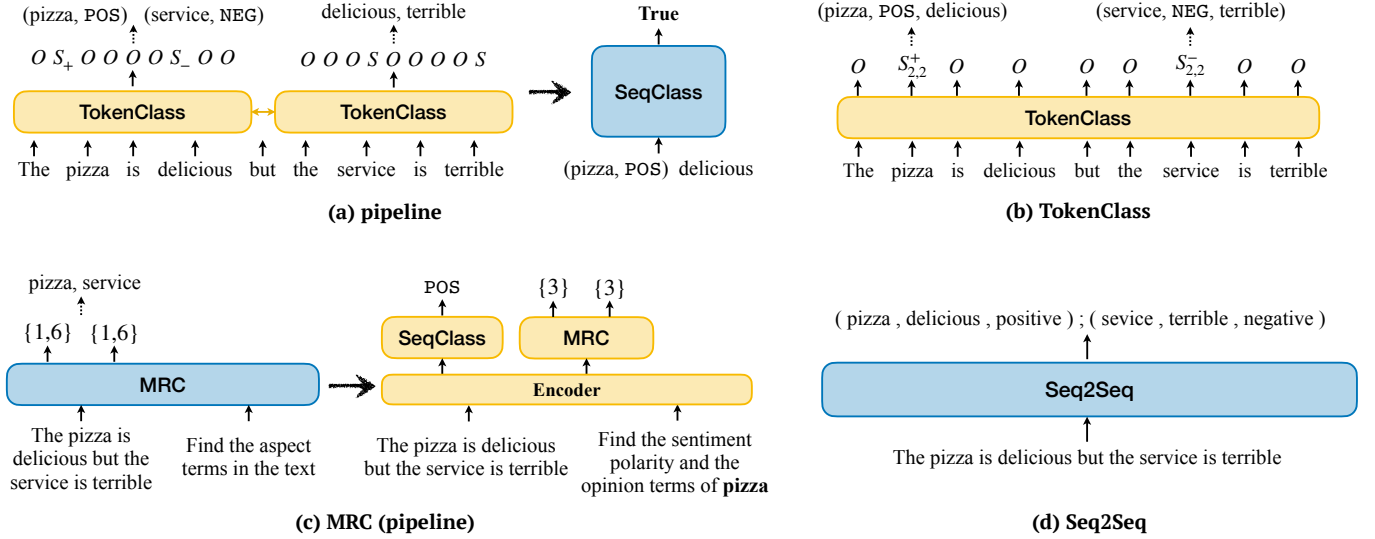 (pizza, POS) (service, NEG)
delicious, terrible
O S+ O O O O S− O O
O O O S O O O O S
TokenClass
TokenClass
The pizza is delicious but the service is terrible
True
SeqClass
(pizza, POS) delicious
(a) pipeline
(pizza, POS, delicious)
(service, NEG, terrible)
O S^+_{2,2} O O O O S^-_{2,2} O O
TokenClass
The pizza is delicious but the service is terrible
(b) TokenClass
pizza, service
{1,6} {1,6}
MRC
The pizza is
delicious but the
service is terrible
Find the aspect
terms in the text
POS
{3} {3}
SeqClass
MRC
Encoder
The pizza is delicious
but the service is terrible
Find the sentiment
polarity and the
opinion terms of pizza
(c) MRC (pipeline)
( pizza , delicious , positive ) ; ( sevice , terrible , negative )
Seq2Seq
The pizza is delicious but the service is terrible
(d) Seq2Seq